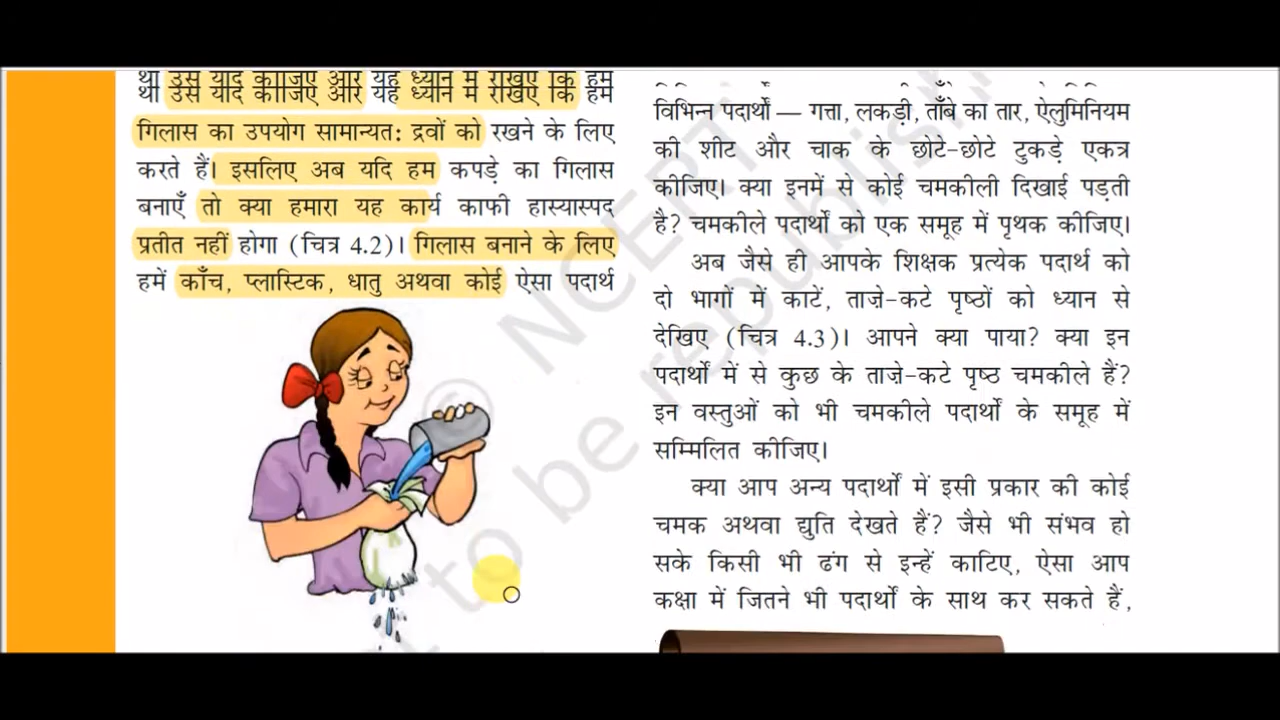 था उसे याद कीजिए और यह ध्यान में रखिए कि हम
गिलास का उपयोग सामान्यत: द्रवों को रखने के लिए
करते हैं। इसलिए अब यदि हम कपड़े का गिलास
बनाएँ तो क्या हमारा यह कार्य काफी हास्यास्पद
प्रतीत नहीं होगा (चित्र 4.2)। गिलास बनाने के लिए
हमें काँच, प्लास्टिक, धातु अथवा कोई ऐसा पदार्थ
विभिन्न पदार्थों — गत्ता, लकड़ी, ताँबे का तार, ऐलुमिनियम
की शीट और चाक के छोटे-छोटे टुकड़े एकत्र
कीजिए। क्या इनमें से कोई चमकीली दिखाई पड़ती
है? चमकीले पदार्थों को एक समूह में पृथक कीजिए।
अब जैसे ही आपके शिक्षक प्रत्येक पदार्थ को
दो भागों में काटें, ताज़े-कटे पृष्ठों को ध्यान से
देखिए (चित्र 4.3)। आपने क्या पाया? क्या इन
पदार्थों में से कुछ के ताज़े-कटे पृष्ठ चमकीले हैं?
इन वस्तुओं को भी चमकीले पदार्थों के समूह में
सम्मिलित कीजिए।
क्या आप अन्य पदार्थों में इसी प्रकार की कोई
चमक अथवा द्युति देखते हैं? जैसे भी संभव हो
सके किसी भी ढंग से इन्हें काटिए, ऐसा आप
कक्षा में जितने भी पदार्थों के साथ कर सकते हैं,
© NCERT
to be republish